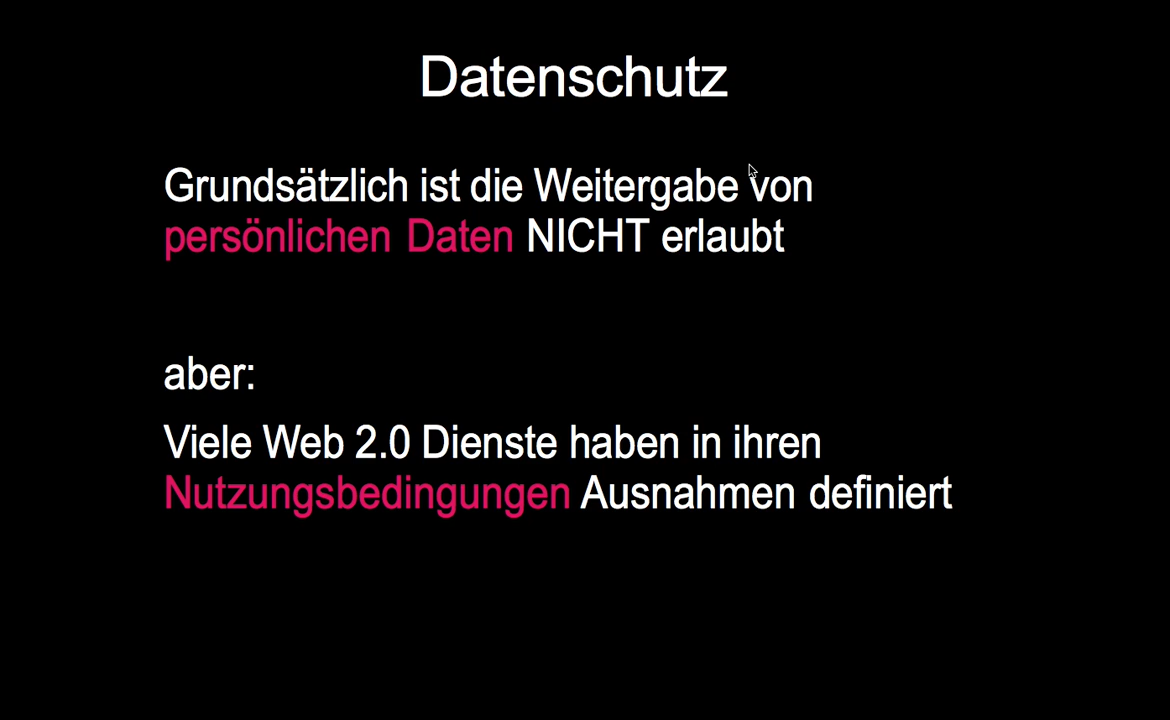 Datenschutz
Grundsätzlich ist die Weitergabe von
persönlichen Daten NICHT erlaubt
aber:
Viele Web 2.0 Dienste haben in ihren
Nutzungsbedingungen Ausnahmen definiert